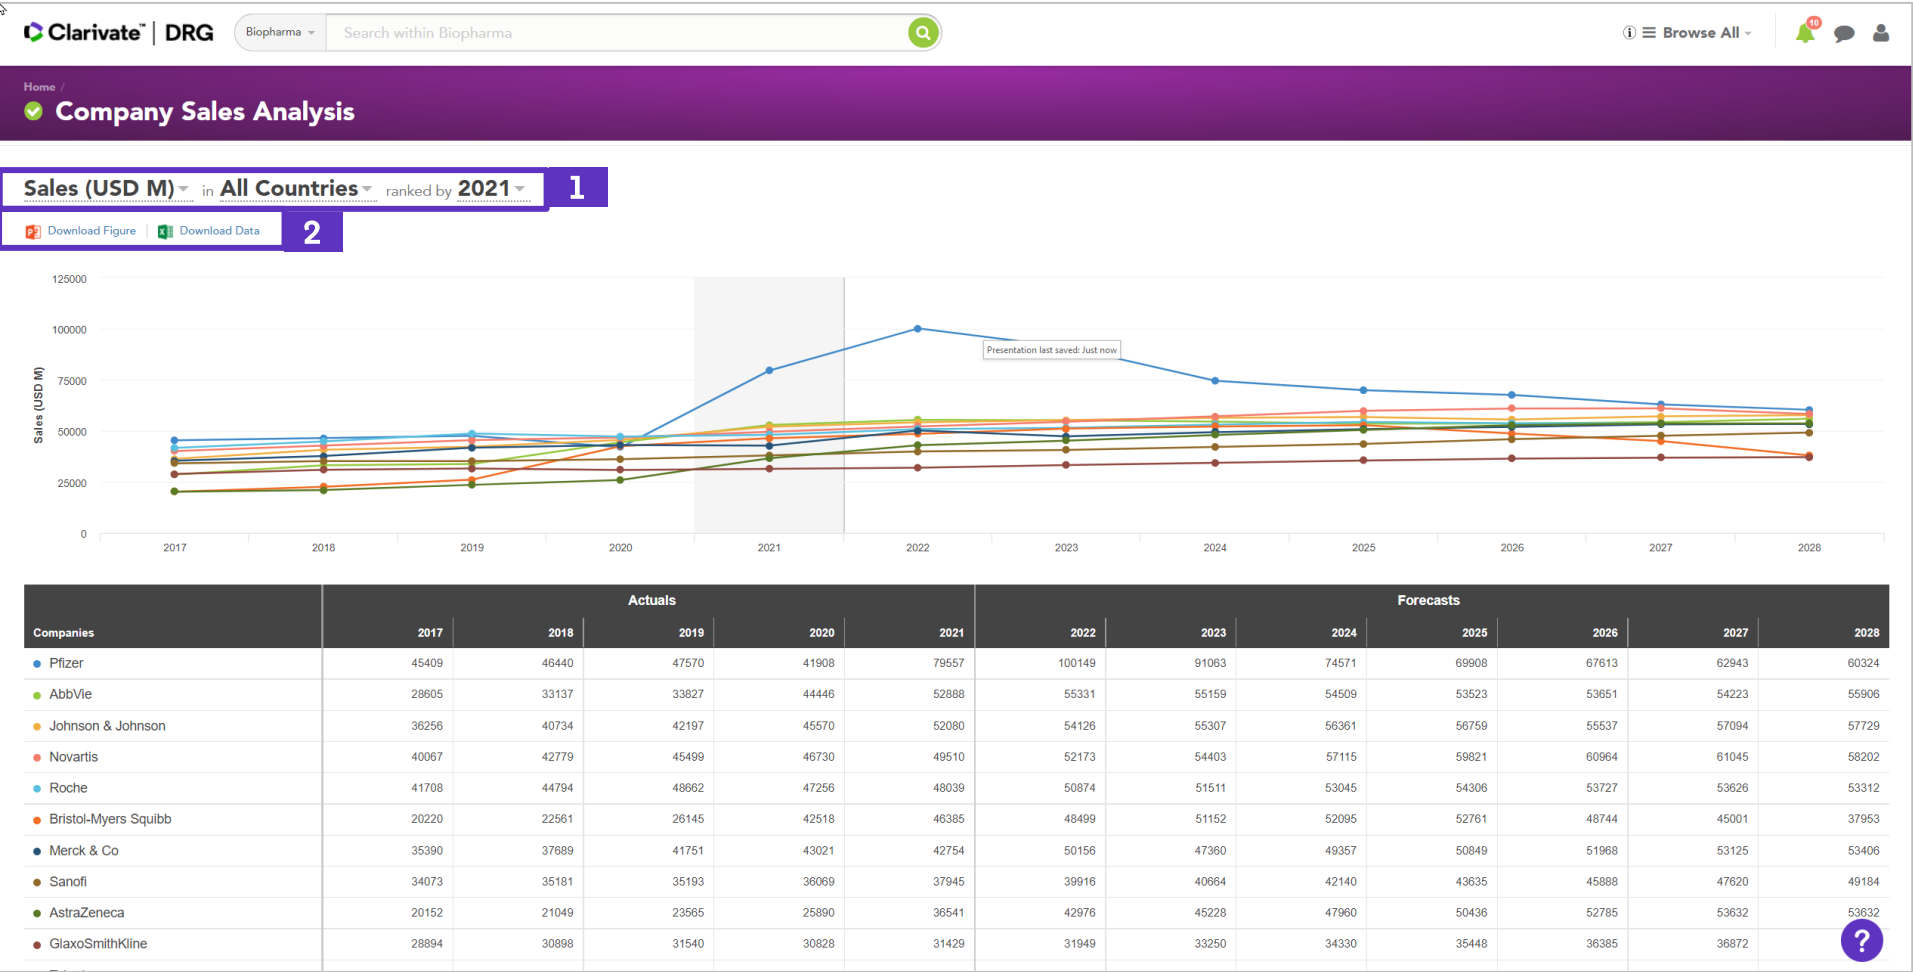 Clarivate™ | DRG
Biopharma
Search within Biopharma
Browse All
10
Home /
Company Sales Analysis
Sales (USD M) in All Countries ranked by 2021
1
Download Figure
Download Data
2
125000
100000
75000
50000
25000
0
Sales (USD M)
Presentation last saved: Just now
2017 2018 2019 2020 2021 2022 2023 2024 2025 2026 2027 2028
Actuals Forecasts
Companies 2017 2018 2019 2020 2021 2022 2023 2024 2025 2026 2027 2028
Pfizer 45409 46440 47570 41908 79557 100149 91063 74571 69908 67613 62943 60324
AbbVie 28605 33137 33827 44446 52888 55331 55159 54509 53523 53651 54223 55906
Johnson & Johnson 36256 40734 42197 45570 52080 54126 55307 56361 56759 55537 57094 57729
Novartis 40067 42779 45499 46730 49510 52173 54403 57115 59821 60964 61045 58202
Roche 41708 44794 48662 47256 48039 50874 51511 53045 54306 53727 53626 53312
Bristol-Myers Squibb 20220 22561 26145 42518 46385 48499 51152 52095 52761 48744 45001 37953
Merck & Co 35390 37689 41751 43021 42754 50156 47360 49357 50849 51968 53125 53406
Sanofi 34073 35181 35193 36069 37945 39916 40664 42140 43635 45888 47620 49184
AstraZeneca 20152 21049 23565 25890 36541 42976 45228 47960 50436 52785 53632 53632
GlaxoSmithKline 28894 30898 31540 30828 31429 31949 33250 34330 35448 36385 36872
?